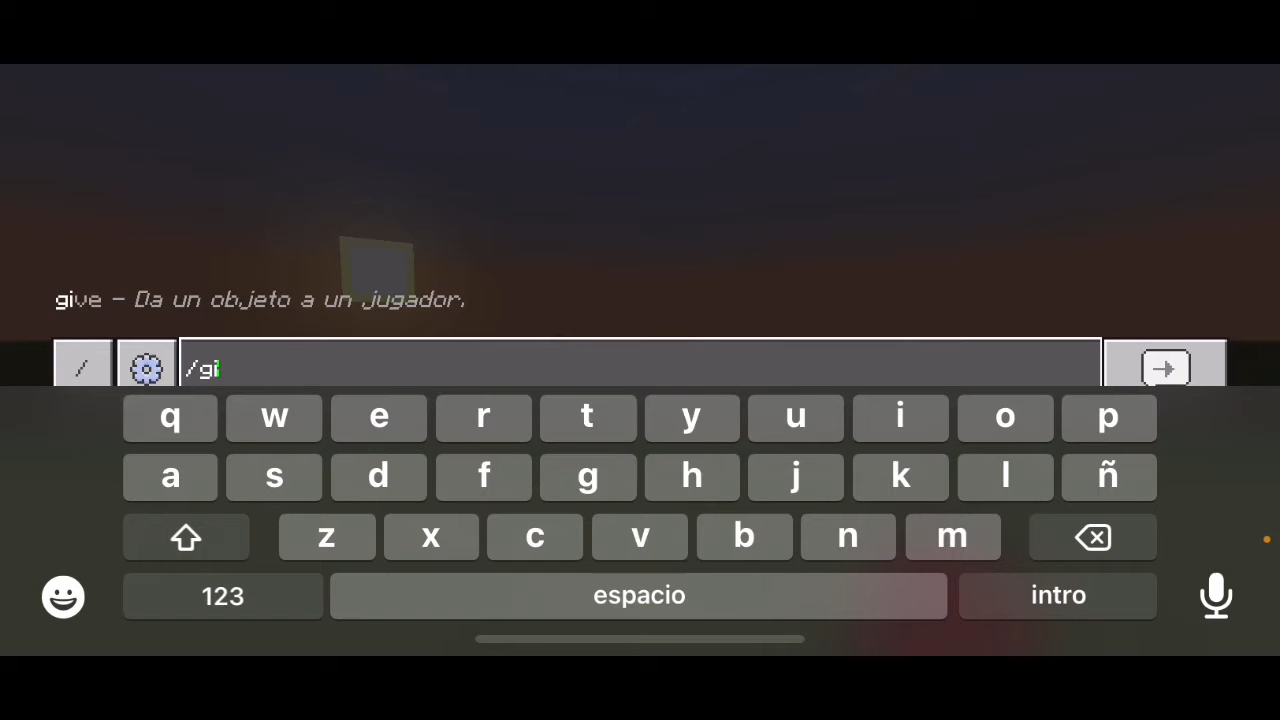 give - Da un objeto a un jugador.
/ /gi
q w e r t y u i o p
a s d f g h j k l ñ
z x c v b n m
123 espacio intro